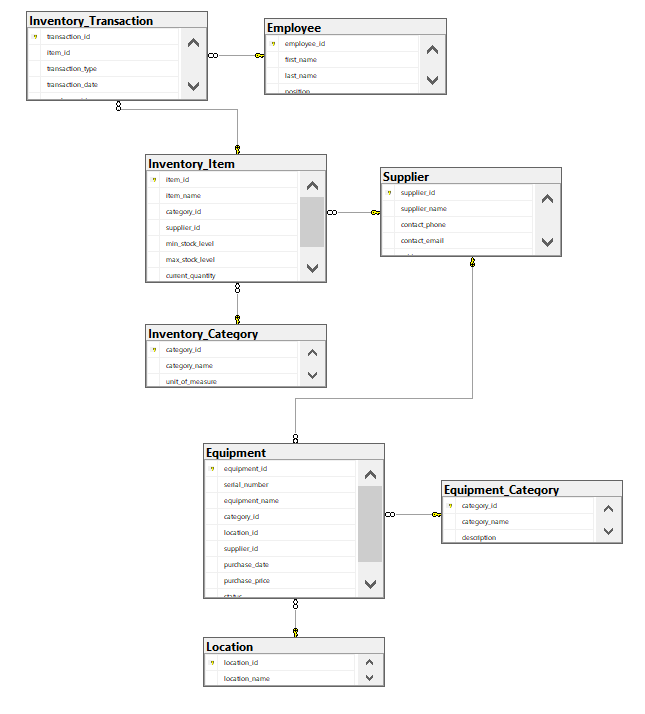 Inventory_Transaction
transaction_id
item_id
transaction_type
transaction_date
Employee
employee_id
first_name
last_name
position
Inventory_Item
item_id
item_name
category_id
supplier_id
min_stock_level
max_stock_level
current_quantity
Supplier
supplier_id
supplier_name
contact_phone
contact_email
Inventory_Category
category_id
category_name
unit_of_measure
Equipment
equipment_id
serial_number
equipment_name
category_id
location_id
supplier_id
purchase_date
purchase_price
status
Equipment_Category
category_id
category_name
description
Location
location_id
location_name